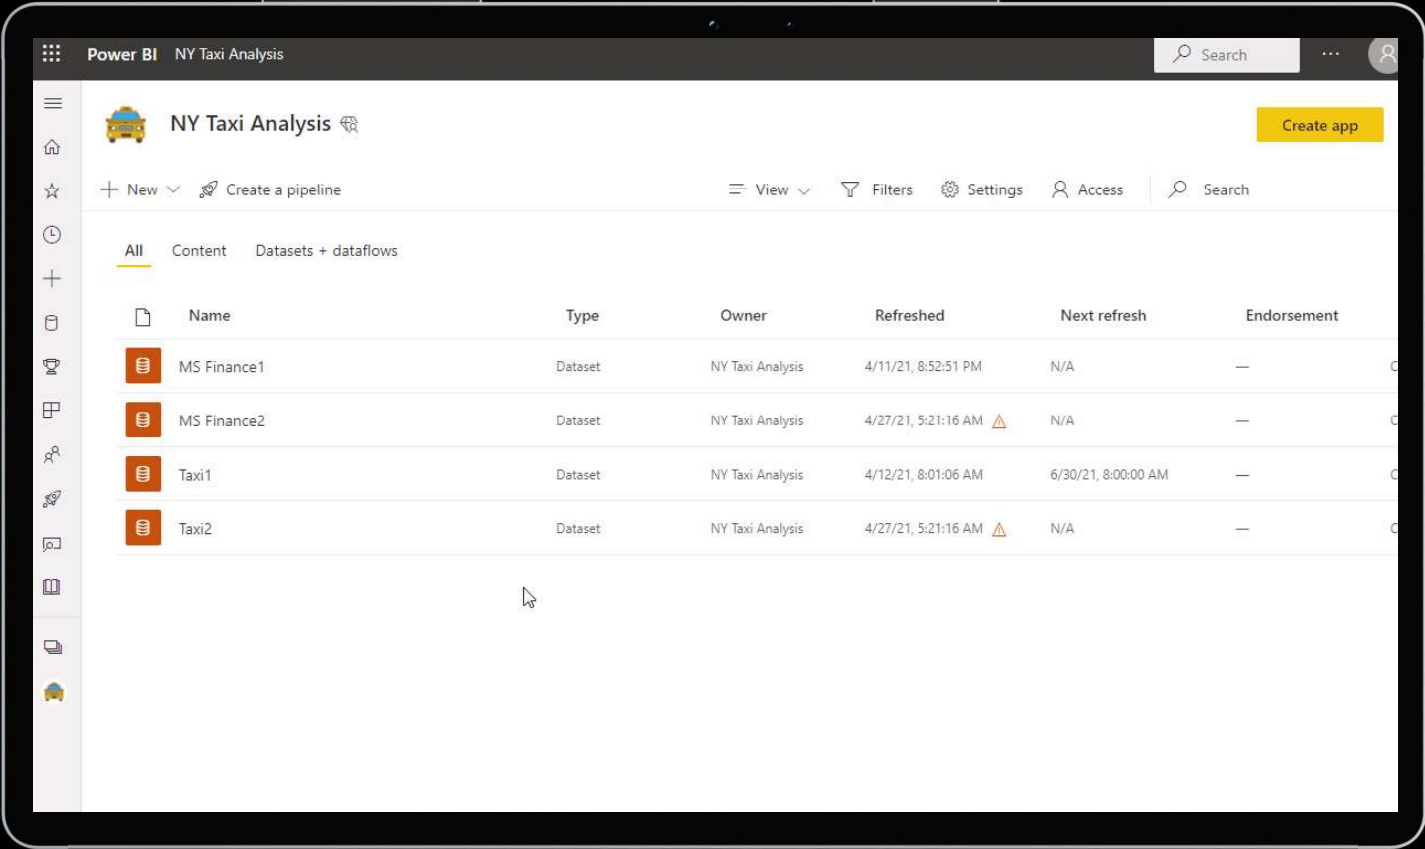 Power BI NY Taxi Analysis Search ...
NY Taxi Analysis Create app
New Create a pipeline View Filters Settings Access Search
All Content Datasets + dataflows
Name Type Owner Refreshed Next refresh Endorsement
MS Finance1 Dataset NY Taxi Analysis 4/11/21, 8:52:51 PM N/A —
MS Finance2 Dataset NY Taxi Analysis 4/27/21, 5:21:16 AM N/A —
Taxi1 Dataset NY Taxi Analysis 4/12/21, 8:01:06 AM 6/30/21, 8:00:00 AM —
Taxi2 Dataset NY Taxi Analysis 4/27/21, 5:21:16 AM N/A —